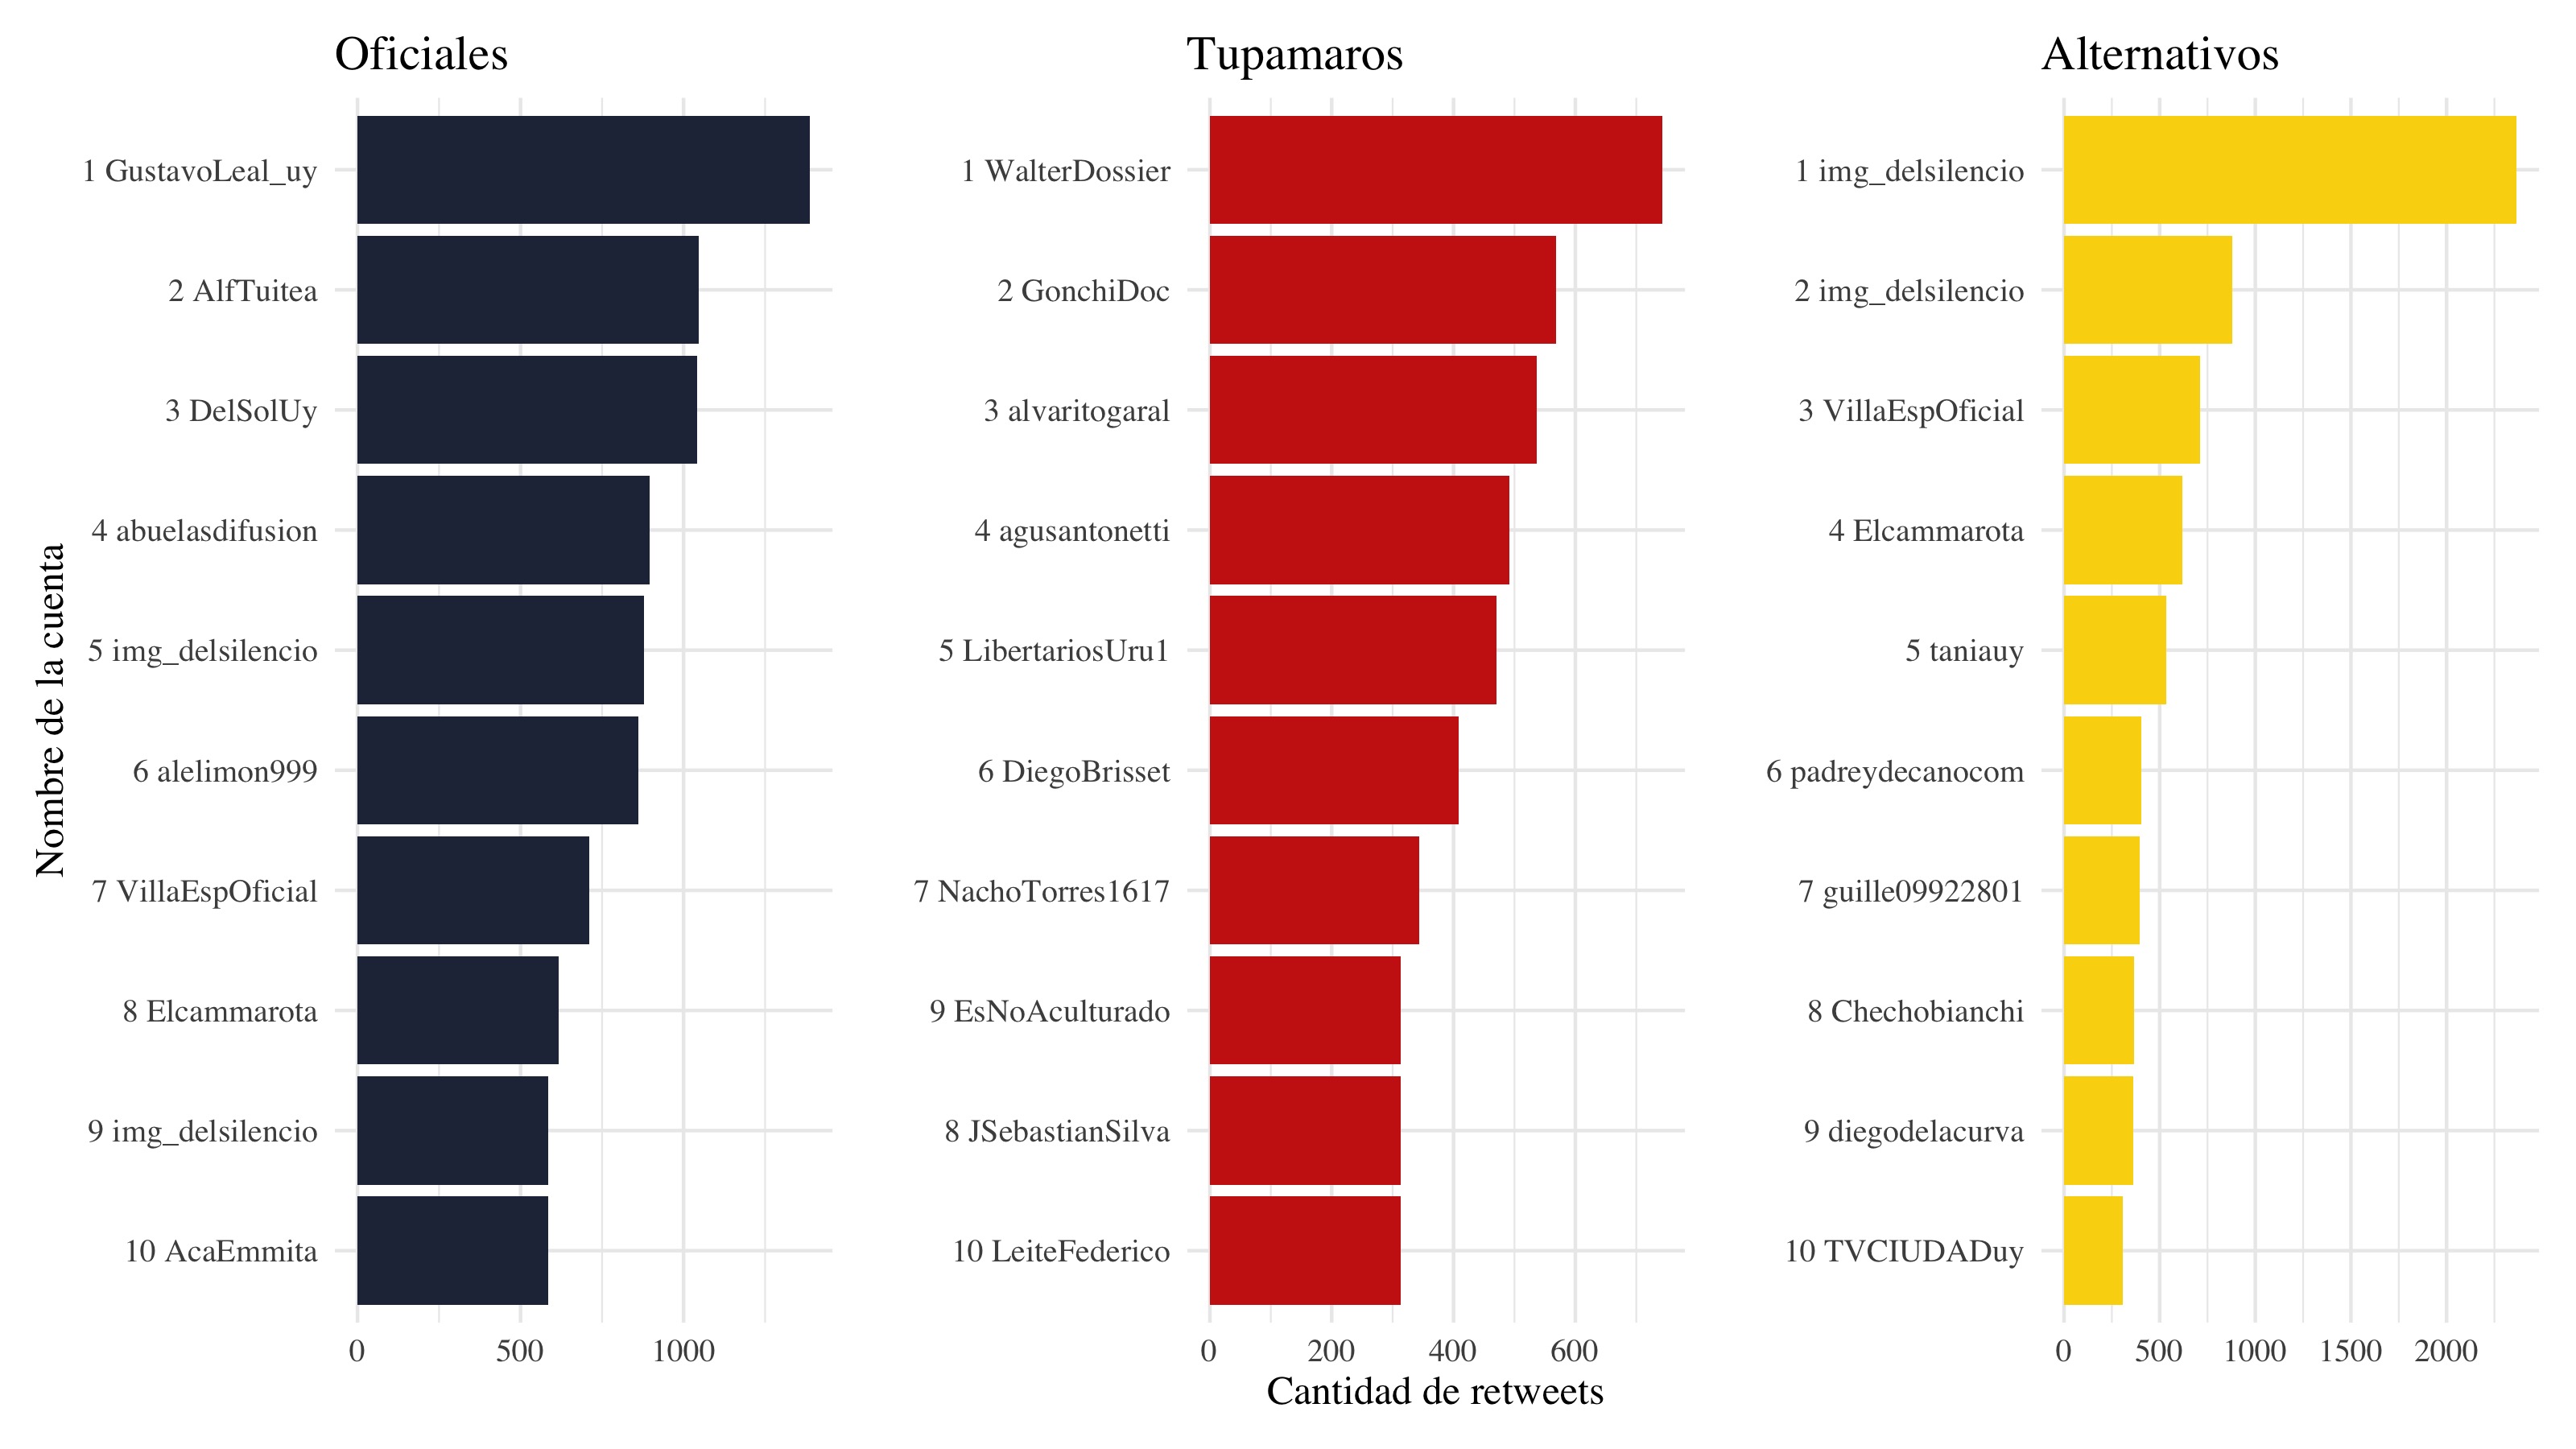 Oficiales
1 GustavoLeal_uy
2 AlfTuitea
3 DelSolUy
4 abuelasdifusion
5 img_delsilencio
6 alelimon999
7 VillaEspOficial
8 Elcammarota
9 img_delsilencio
10 AcaEmmita
0 500 1000
Nombre de la cuenta
Tupamaros
1 WalterDossier
2 GonchiDoc
3 alvaritogaral
4 agusantonetti
5 LibertariosUru1
6 DiegoBrisset
7 NachoTorres1617
9 EsNoAculturado
8 JSebastianSilva
10 LeiteFederico
0 200 400 600
Cantidad de retweets
Alternativos
1 img_delsilencio
2 img_delsilencio
3 VillaEspOficial
4 Elcammarota
5 taniauy
6 padreydecanocom
7 guille09922801
8 Chechobianchi
9 diegodelacurva
10 TVCIUDADuy
0 500 1000 1500 2000